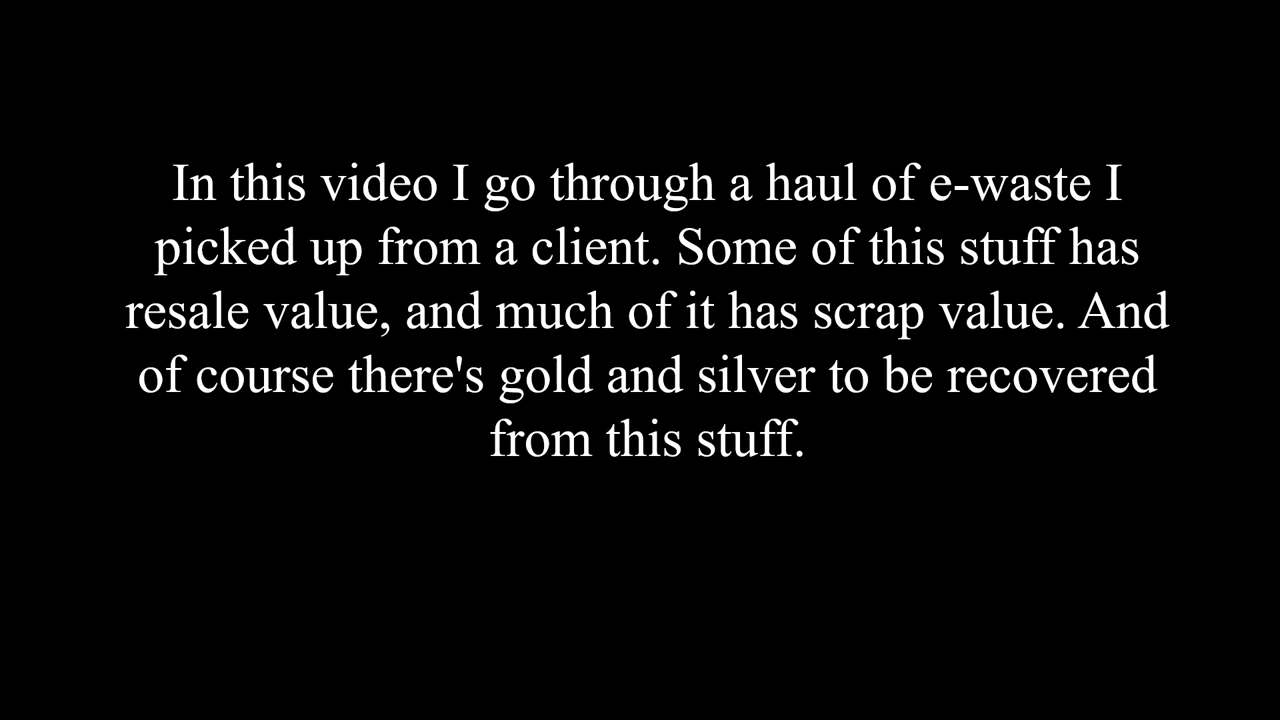 In this video I go through a haul of e-waste I
picked up from a client. Some of this stuff has
resale value, and much of it has scrap value. And
of course there's gold and silver to be recovered
from this stuff.